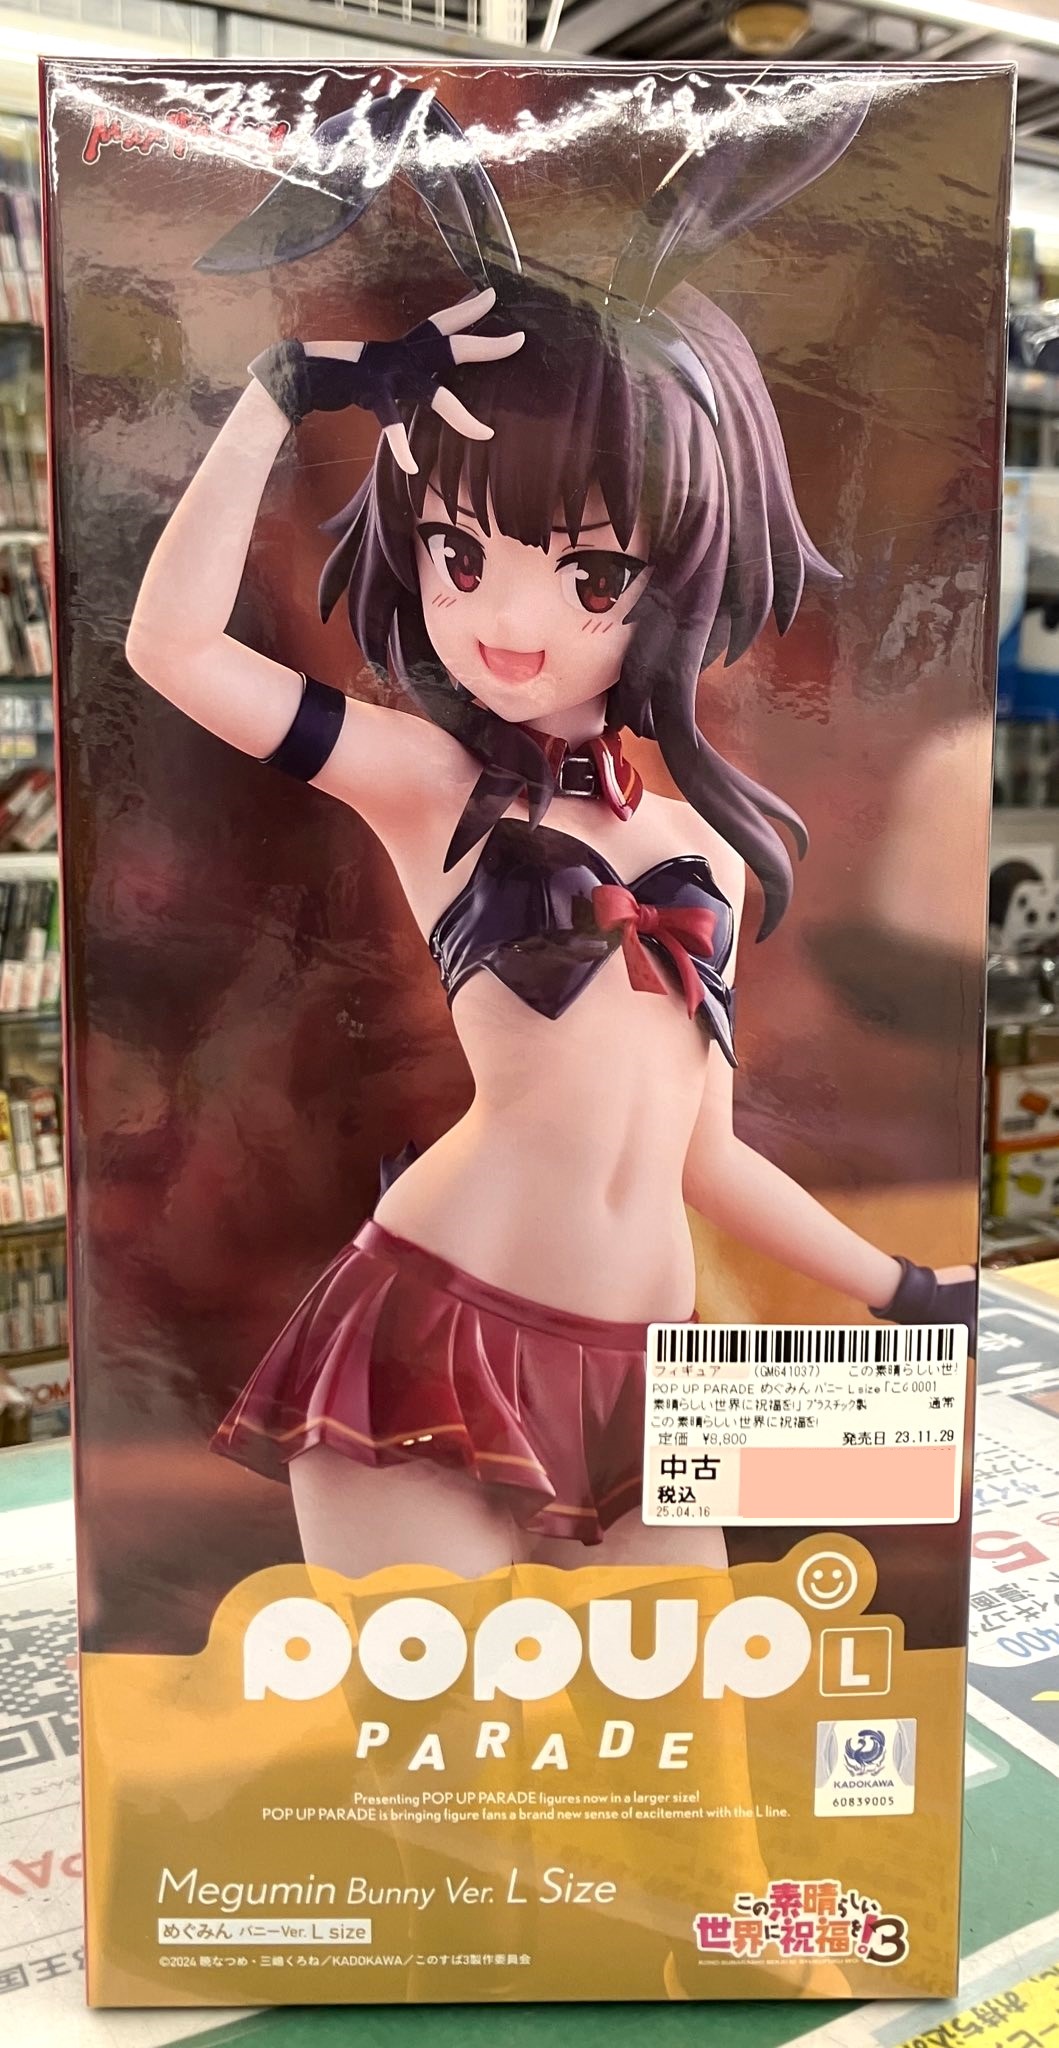 Max Factory
フィギュア (GM641037) この素晴らしい世!
POP UP PARADE めぐみん バニー L size「こG0001
素晴らしい世界に祝福を!」プラスチック製 通常
この素晴らしい世界に祝福を!
定価 ¥8,800 発売日 23.11.29
中古
税込
25.04.16
POPUP L
PARADE
KADOKAWA
60839005
Presenting POP UP PARADE figures now in a larger size!
POP UP PARADE is bringing figure fans a brand new sense of excitement with the L line.
Megumin Bunny Ver. L Size
めぐみん バニーVer. L size
©2024 暁なつめ・三嶋くろね/KADOKAWA/このすば3製作委員会
この素晴らしい
世界に祝福を!3